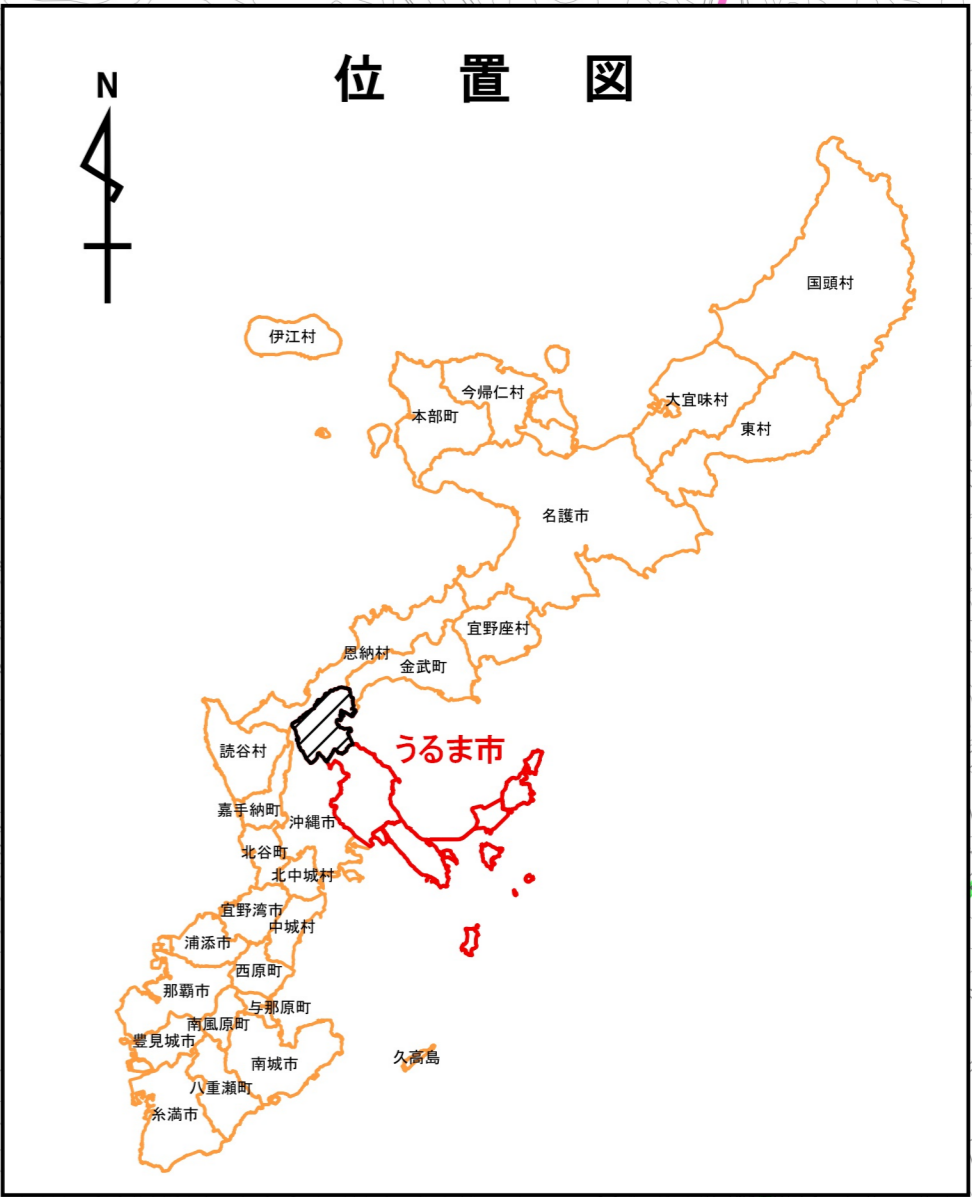 位置図
N
国頭村
伊江村
今帰仁村
大宜味村
本部町
東村
名護市
宜野座村
恩納村
金武町
うるま市
読谷村
嘉手納町
沖縄市
北谷町
北中城村
宜野湾市
中城村
浦添市
西原町
那覇市
与那原町
南風原町
豊見城市
久高島
南城市
八重瀬町
糸満市